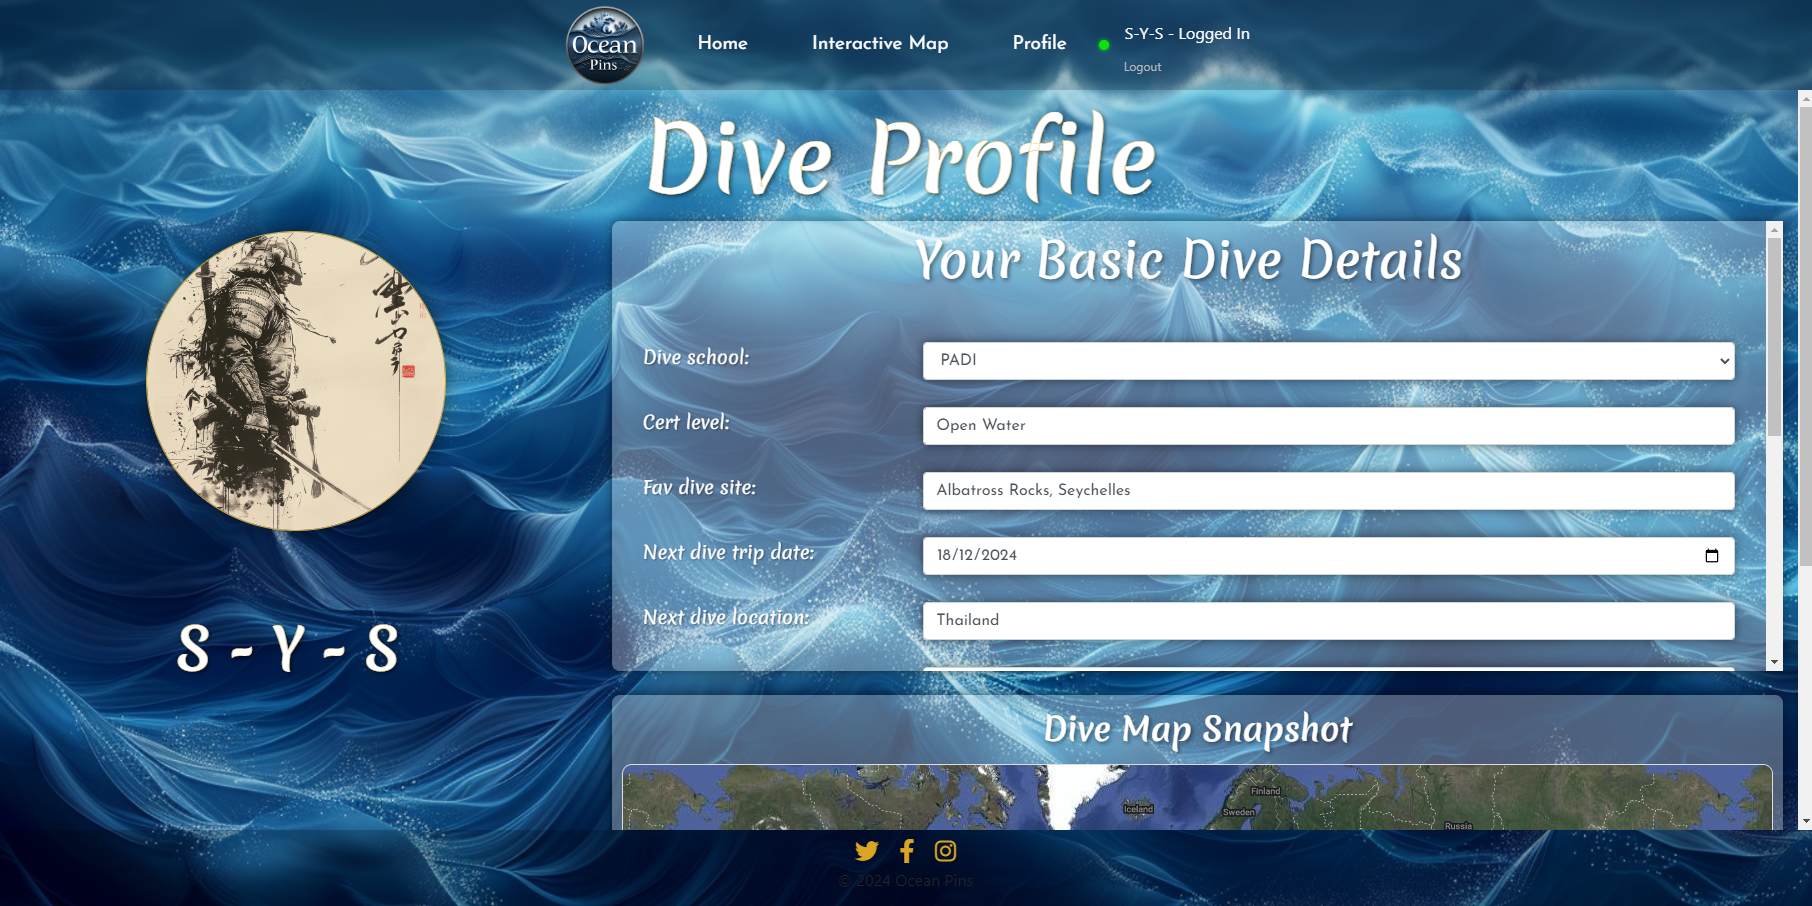 Ocean
Pins
Home
Interactive Map
Profile
S-Y-S - Logged In
Logout
Dive Profile
Your Basic Dive Details
Dive school:
PADI
Cert level:
Open Water
Fav dive site:
Albatross Rocks, Seychelles
Next dive trip date:
18/12/2024
Next dive location:
Thailand
S - Y - S
Dive Map Snapshot
Iceland
Finland
Sweden
Russia
© 2024 Ocean Pins